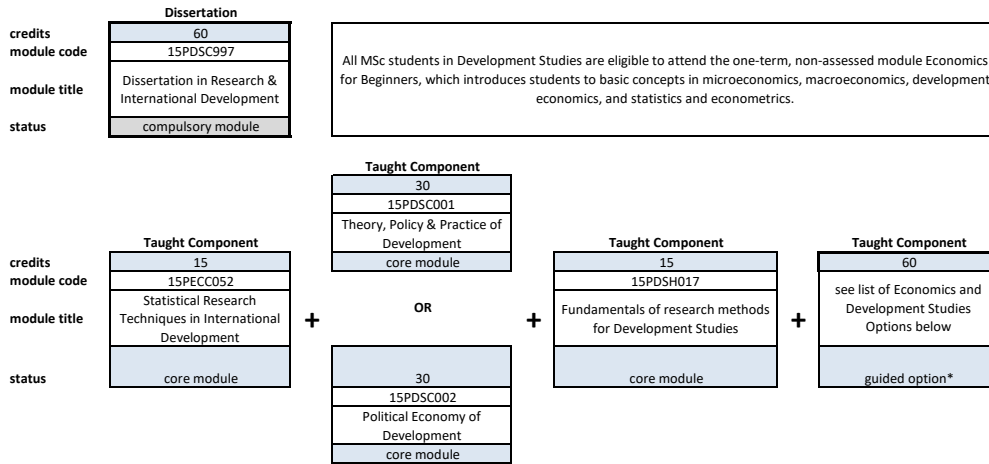 Dissertation
credits 60
module code 15PDSC997
module title Dissertation in Research &
International Development
status compulsory module
All MSc students in Development Studies are eligible to attend the one-term, non-assessed module Economics
for Beginners, which introduces students to basic concepts in microeconomics, macroeconomics, development
economics, and statistics and econometrics.
Taught Component
30
15PDSC001
Theory, Policy & Practice of
Development
core module
Taught Component
credits 15
module code 15PECC052
module title Statistical Research
Techniques in International
Development
status core module
+
OR
30
15PDSC002
Political Economy of
Development
core module
+
Taught Component
15
15PDSH017
Fundamentals of research methods
for Development Studies
core module
+
Taught Component
60
see list of Economics and
Development Studies
Options below
guided option*